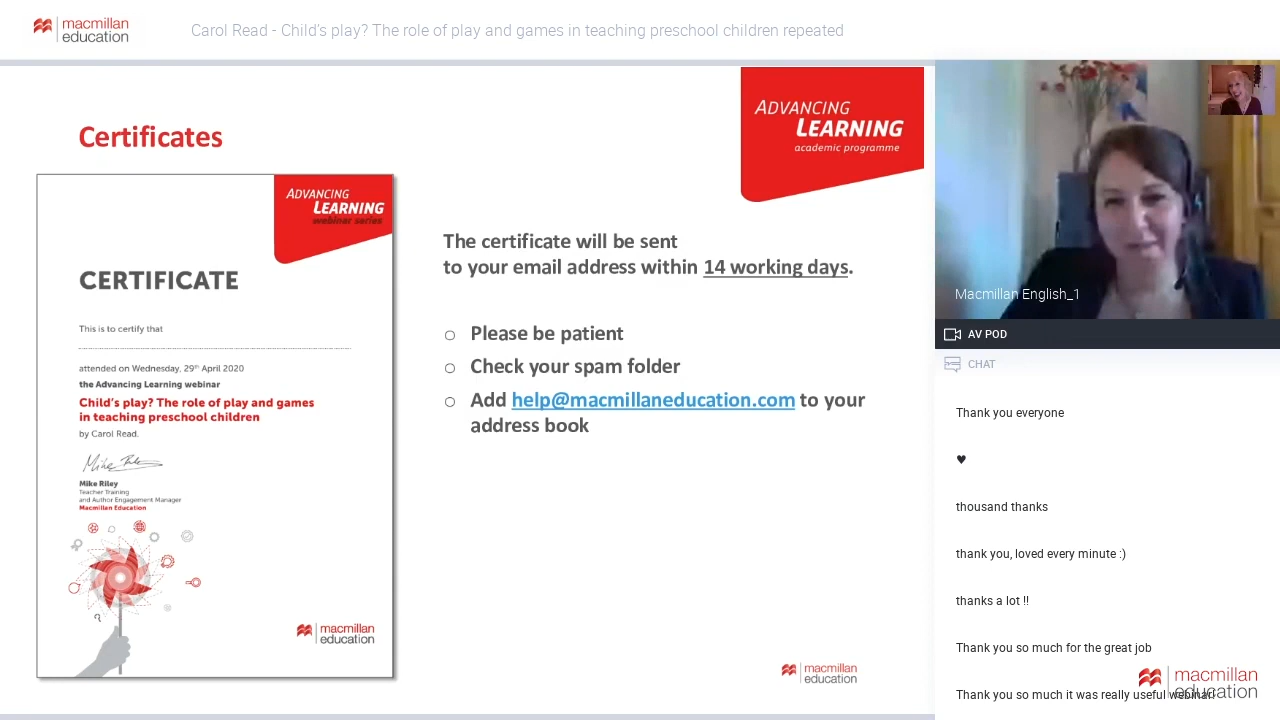 macmillan
education
Carol Read - Child's play? The role of play and games in teaching preschool children repeated
Certificates
ADVANCING
LEARNING
academic programme
ADVANCING
LEARNING
webinar series
CERTIFICATE
This is to certify that
attended on Wednesday, 29th April 2020
the Advancing Learning webinar
Child's play? The role of play and games
in teaching preschool children
by Carol Read.
Mike Riley
Teacher Training
and Author Engagement Manager
Macmillan Education
macmillan
education
The certificate will be sent
to your email address within 14 working days.
Please be patient
Check your spam folder
Add help@macmillaneducation.com to your
address book
macmillan
education
Macmillan English_1
AV POD
CHAT
Thank you everyone
♥
thousand thanks
thank you, loved every minute :)
thanks a lot !!
Thank you so much for the great job
Thank you so much it was really useful webinar!
macmillan
education